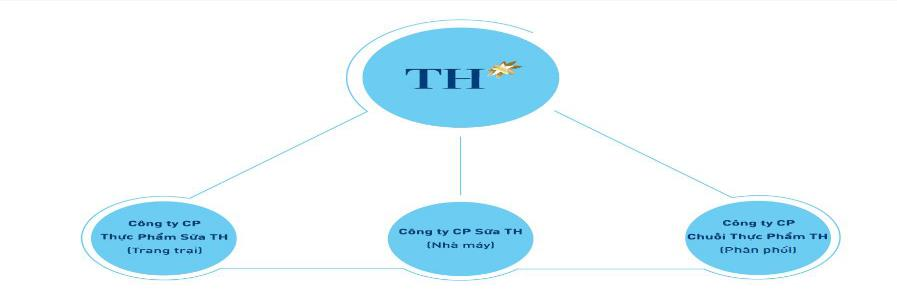 TH
Công ty CP
Thực Phẩm Sữa TH
(Trang trại)
Công ty CP Sữa TH
(Nhà máy)
Công ty CP
Chuỗi Thực Phẩm TH
(Phân phối)